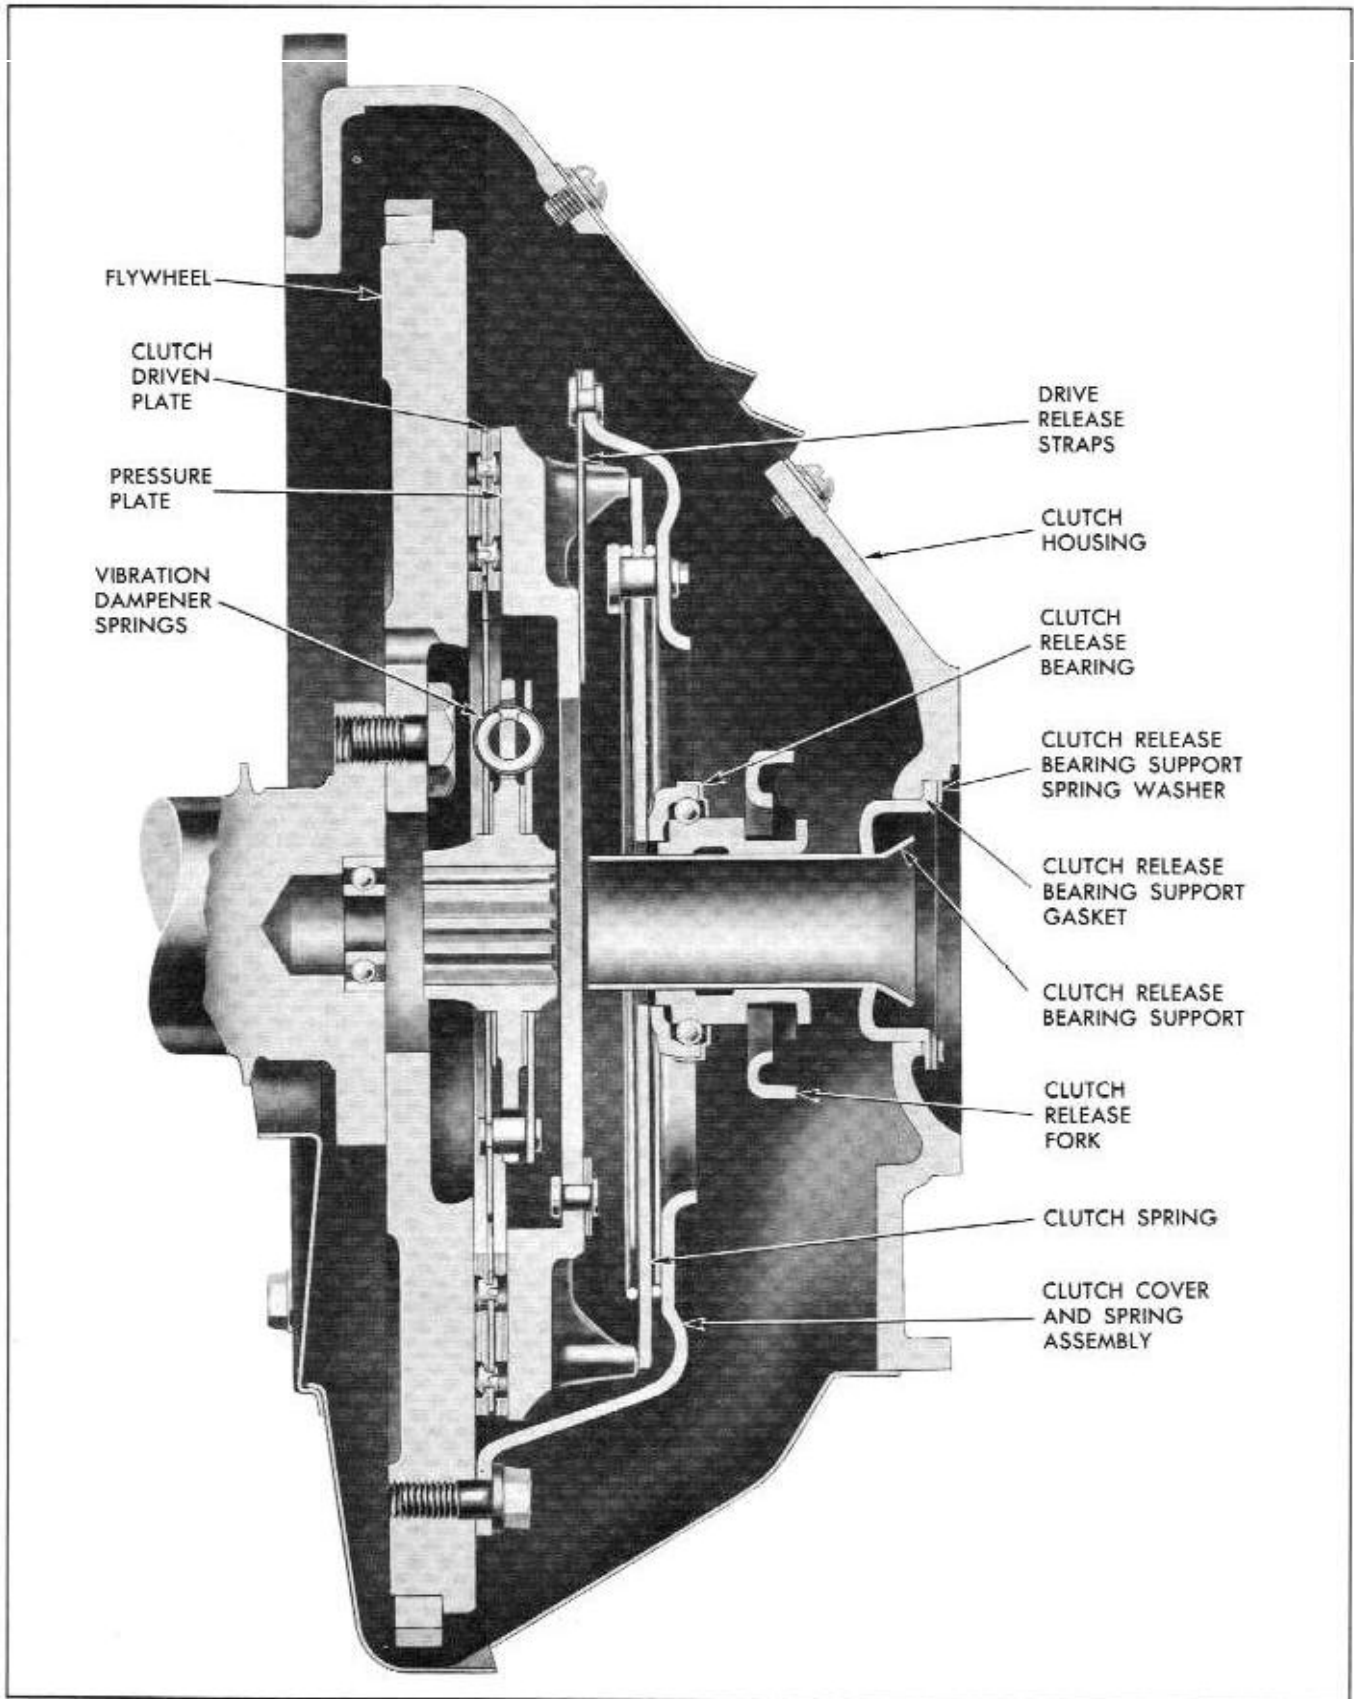 FLYWHEEL
CLUTCH
DRIVEN
PLATE
PRESSURE
PLATE
VIBRATION
DAMPENER
SPRINGS
DRIVE
RELEASE
STRAPS
CLUTCH
HOUSING
CLUTCH
RELEASE
BEARING
CLUTCH RELEASE
BEARING SUPPORT
SPRING WASHER
CLUTCH RELEASE
BEARING SUPPORT
GASKET
CLUTCH RELEASE
BEARING SUPPORT
CLUTCH
RELEASE
FORK
CLUTCH SPRING
CLUTCH COVER
AND SPRING
ASSEMBLY